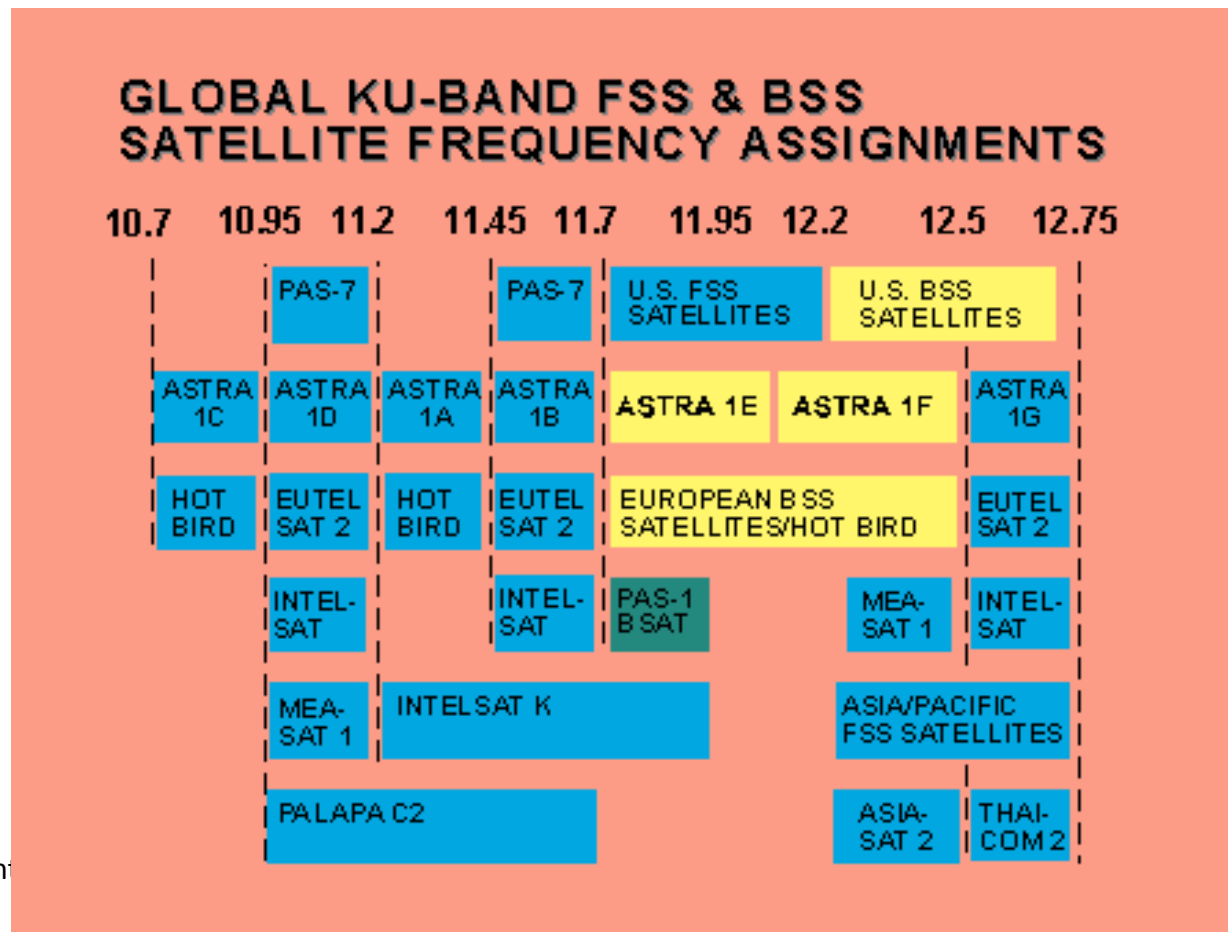 GLOBAL KU-BAND FSS & BSS
SATELLITE FREQUENCY ASSIGNMENTS
10.7 10.95 11.2 11.45 11.7 11.95 12.2 12.5 12.75
PAS-7 PAS-7 U.S. FSS U.S. BSS
SATELLITES SATELLITES
ASTRA ASTRA ASTRA ASTRA ASTRA 1E ASTRA 1F ASTRA
1C 1D 1A 1B 1G
HOT EUTEL HOT EUTEL EUROPEAN BSS EUTEL
BIRD SAT 2 BIRD SAT 2 SATELLITES/HOT BIRD SAT 2
INTEL- INTEL- PAS-1 MEA- INTEL-
SAT SAT BSAT SAT 1 SAT
MEA- INTELSAT K ASIA/PACIFIC
SAT 1 FSS SATELLITES
PALAPA C2 ASIA- THAI-
SAT 2 COM 2